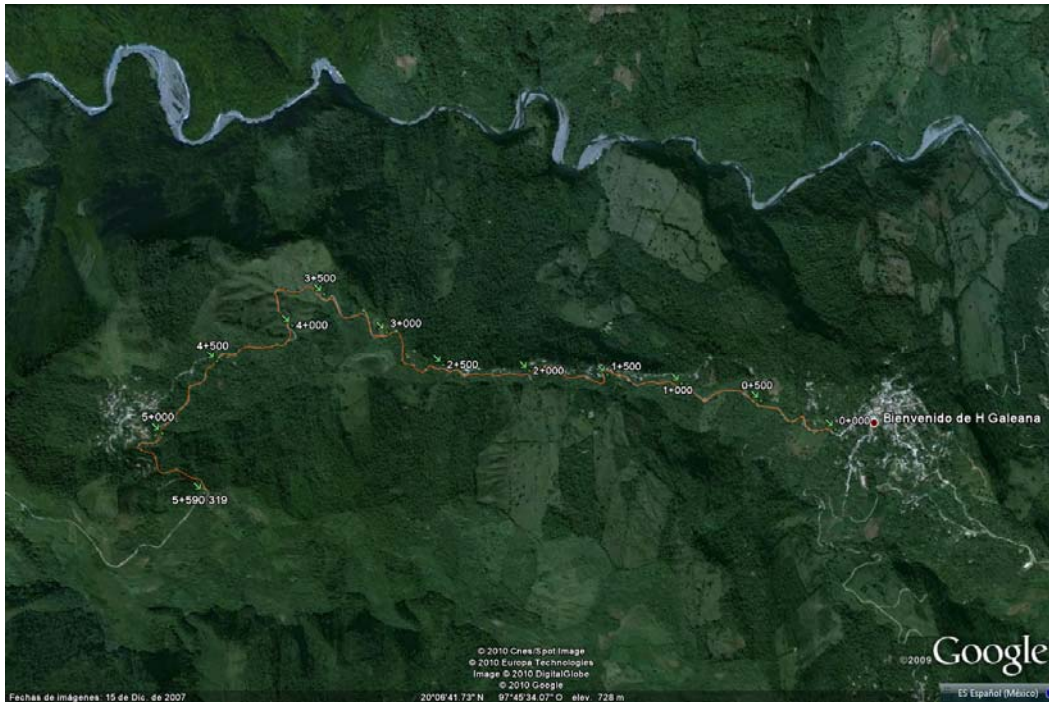 3+500
4+000
3+000
4+500
2+500
2+000
1+500
1+000
0+500
5+000
0+000
Bienvenido de H Galeana
5+590 319
© 2010 Cnes/Spot Image
© 2010 Europa Technologies
Image © 2010 DigitalGlobe
© 2010 Google
©2009 Google
Fechas de imágenes: 15 de Dic. de 2007
20°06'41.73" N 97°45'34.07" O elev. 728 m
ES Español (México)